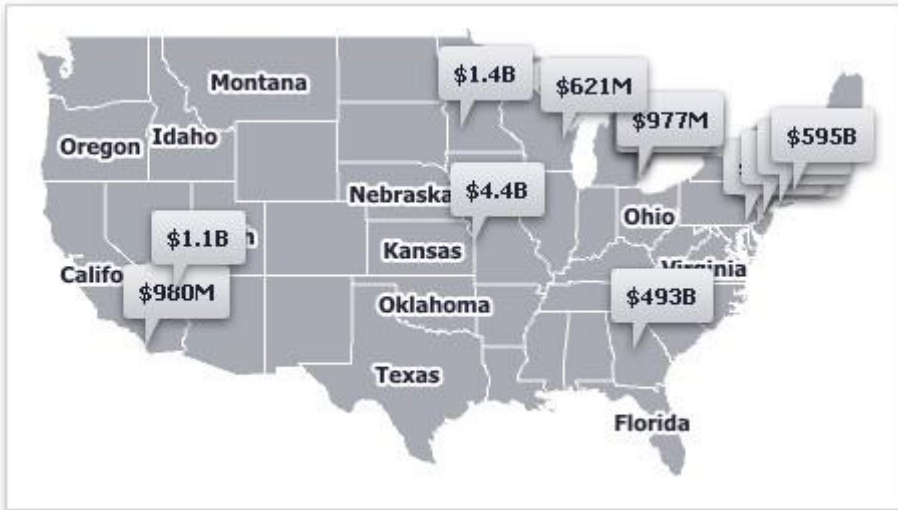 $1.4B
$621M
Montana
$977M
$595B
Oregon
Idaho
Nebraska
$4.4B
Ohio
$1.1B
Kansas
Virginia
$980M
$493B
Oklahoma
Texas
Florida